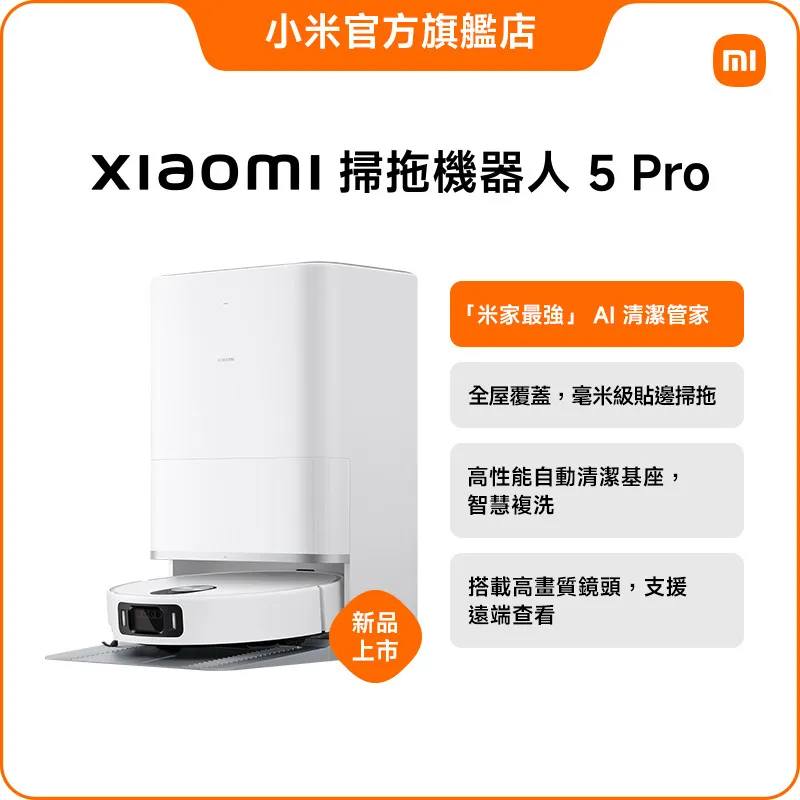 小米官方旗艦店
mi
xiaomi 掃拖機器人 5 Pro
「米家最強」 AI 清潔管家
全屋覆蓋，毫米級貼邊掃拖
高性能自動清潔基座，
智慧複洗
搭載高畫質鏡頭，支援
遠端查看
xiaomi
新品
上市